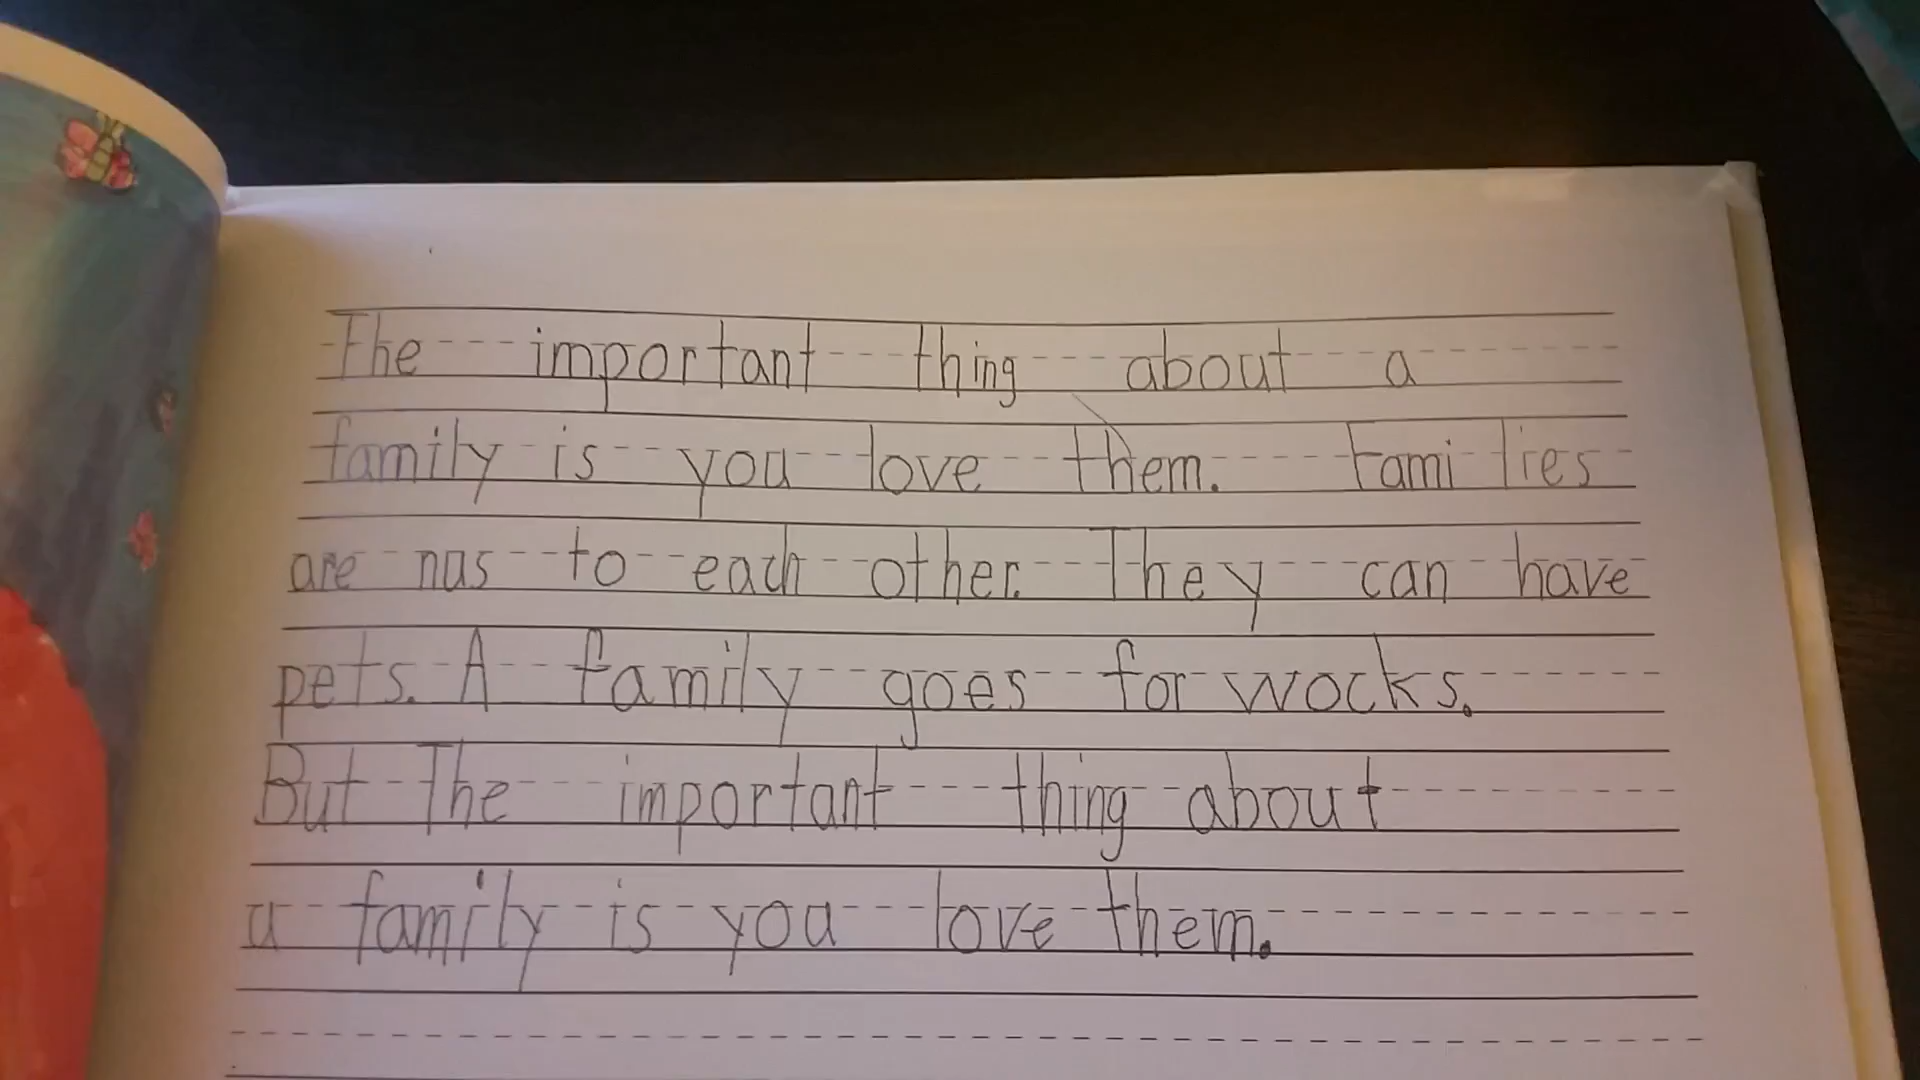 The important thing about a
family is you love them. Families
are nus to each other. They can have
pets. A family goes for wocks.
But The important thing about
a family is you love them.